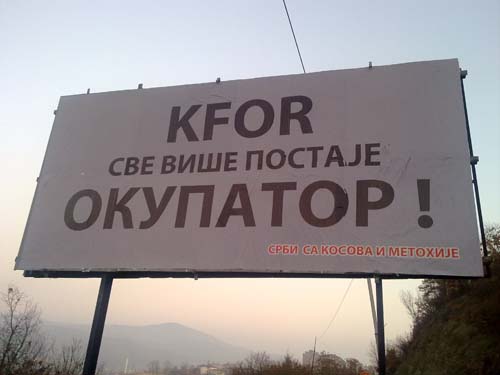 KFOR
СВЕ ВИШЕ ПОСТАЈЕ
ОКУПАТОР !
СРБИ СА КОСОВА И МЕТОХИЈЕ